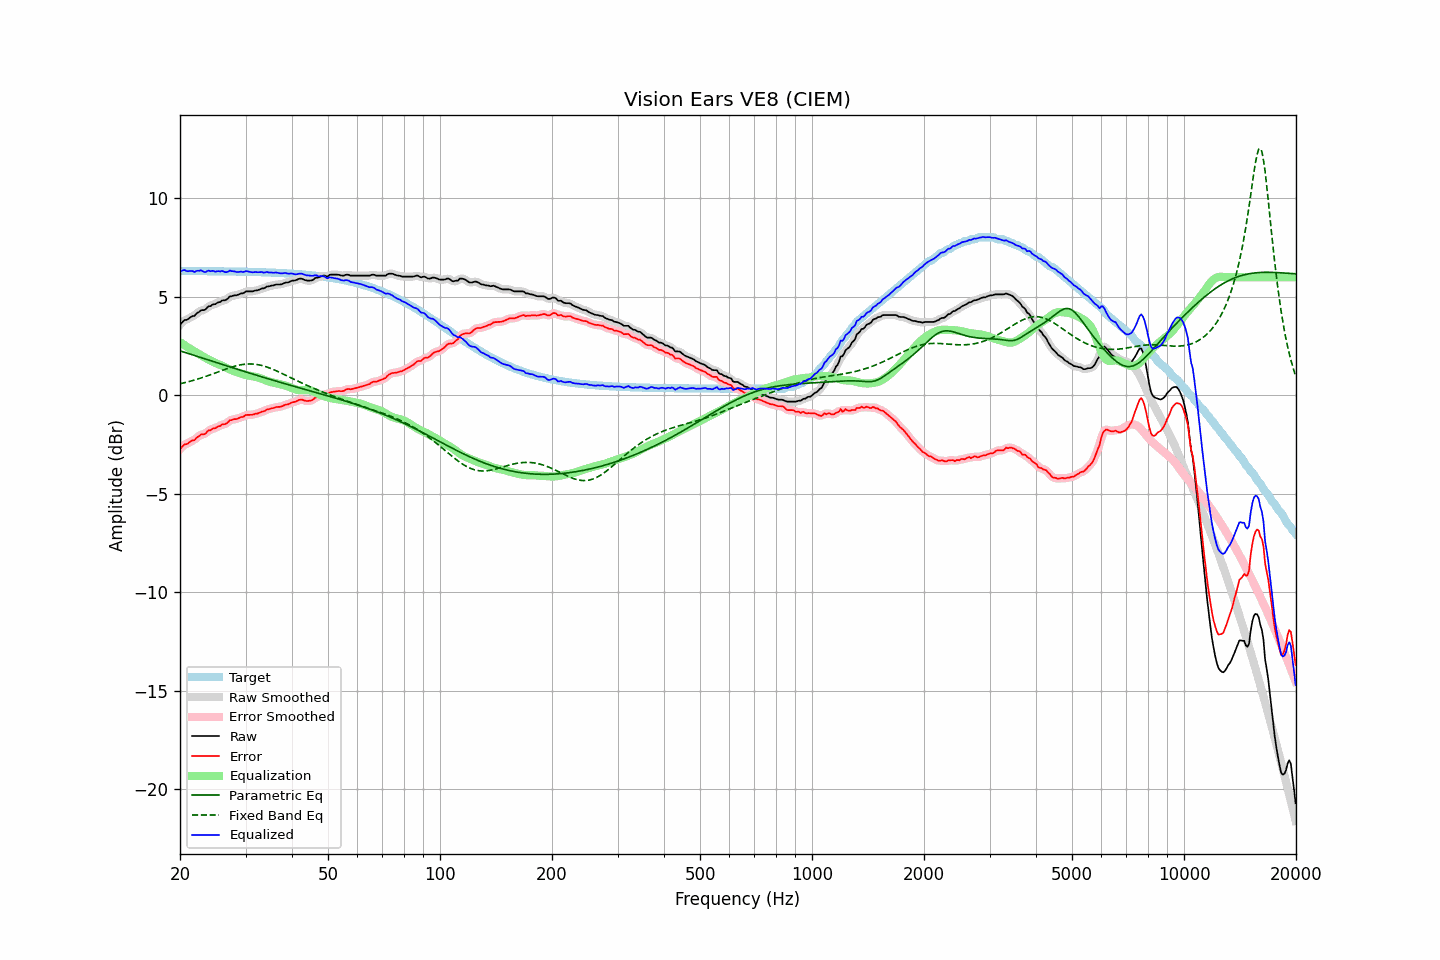 Vision Ears VE8 (CIEM)
10
5
0
−5
−10
−15
−20
Amplitude (dBr)
Target
Raw Smoothed
Error Smoothed
Raw
Error
Equalization
Parametric Eq
Fixed Band Eq
Equalized
20 50 100 200 500 1000 2000 5000 10000 20000
Frequency (Hz)